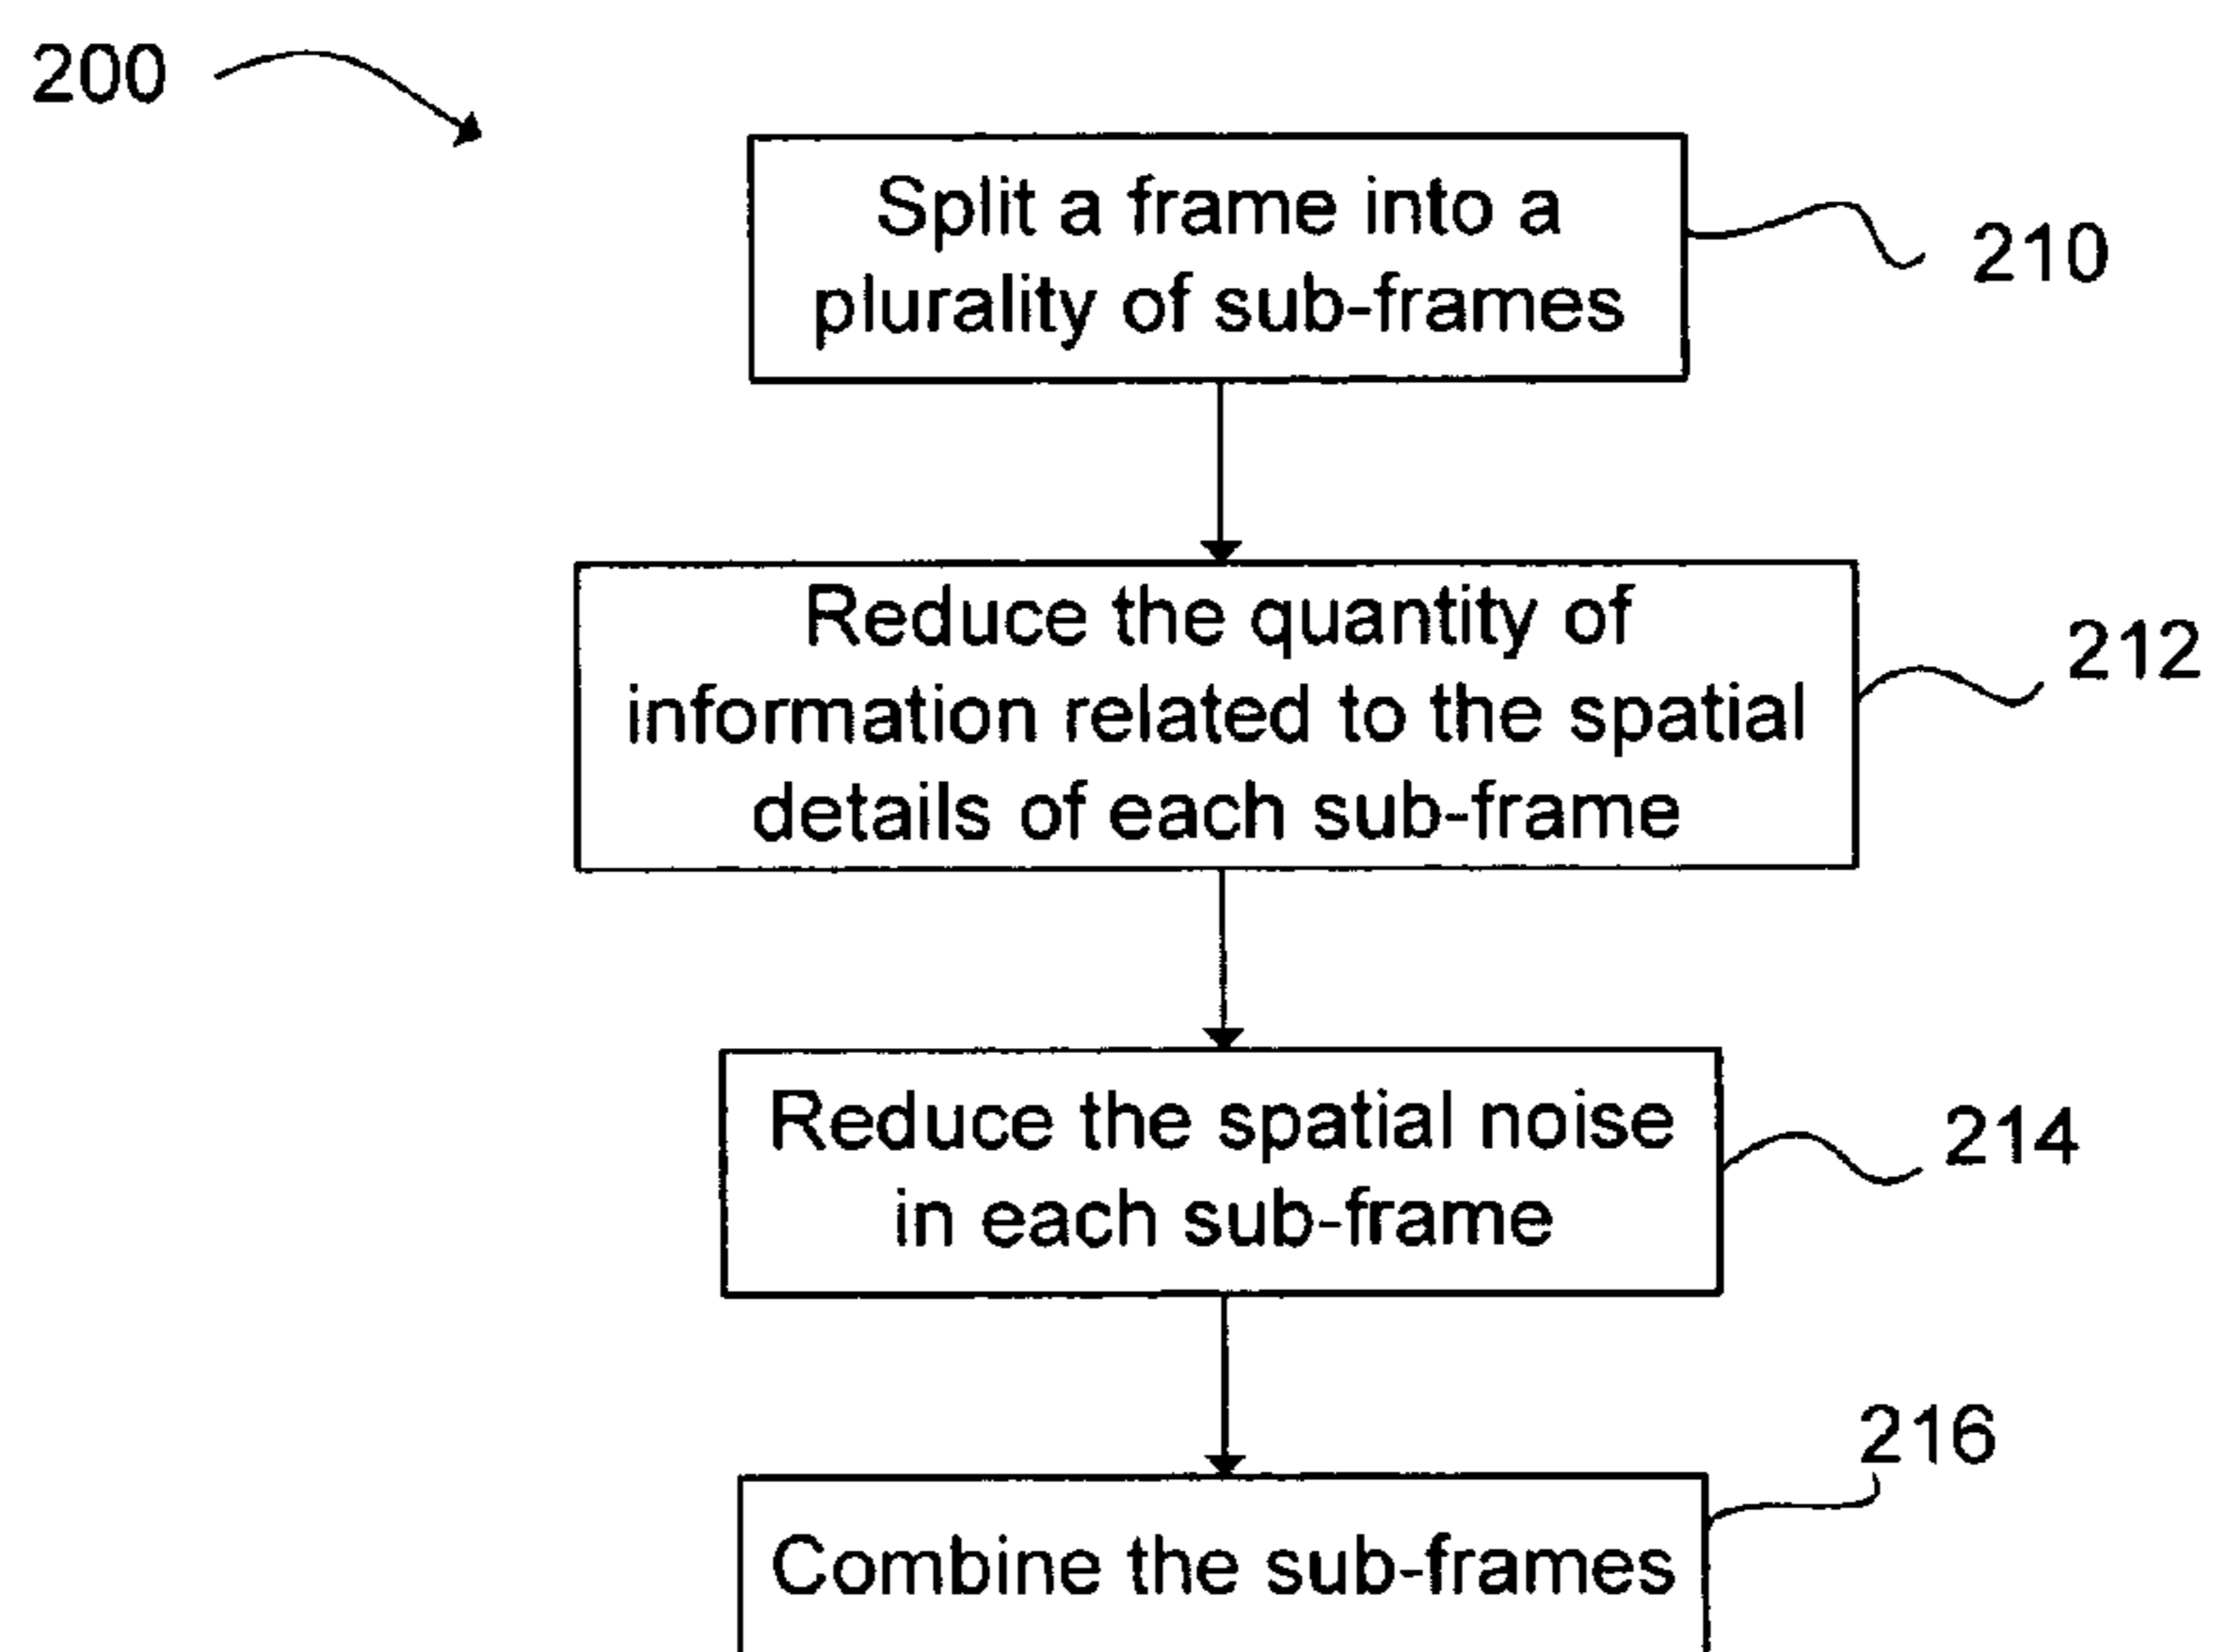 200
Split a frame into a
plurality of sub-frames
210
Reduce the quantity of
information related to the spatial
details of each sub-frame
212
Reduce the spatial noise
in each sub-frame
214
216
Combine the sub-frames